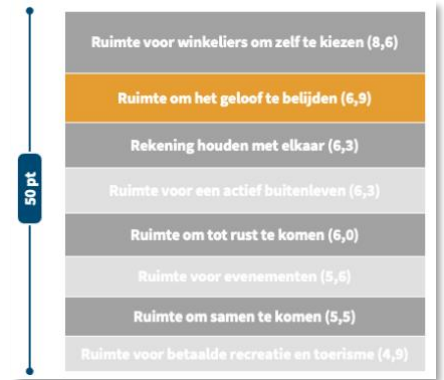 50 pt
Ruimte voor winkeliers om zelf te kiezen (8,6)
Ruimte om het geloof te belijden (6,9)
Rekening houden met elkaar (6,3)
Ruimte voor een actief buitenleven (6,3)
Ruimte om tot rust te komen (6,0)
Ruimte voor evenementen (5,6)
Ruimte om samen te komen (5,5)
Ruimte voor betaalde recreatie en toerisme (4,9)